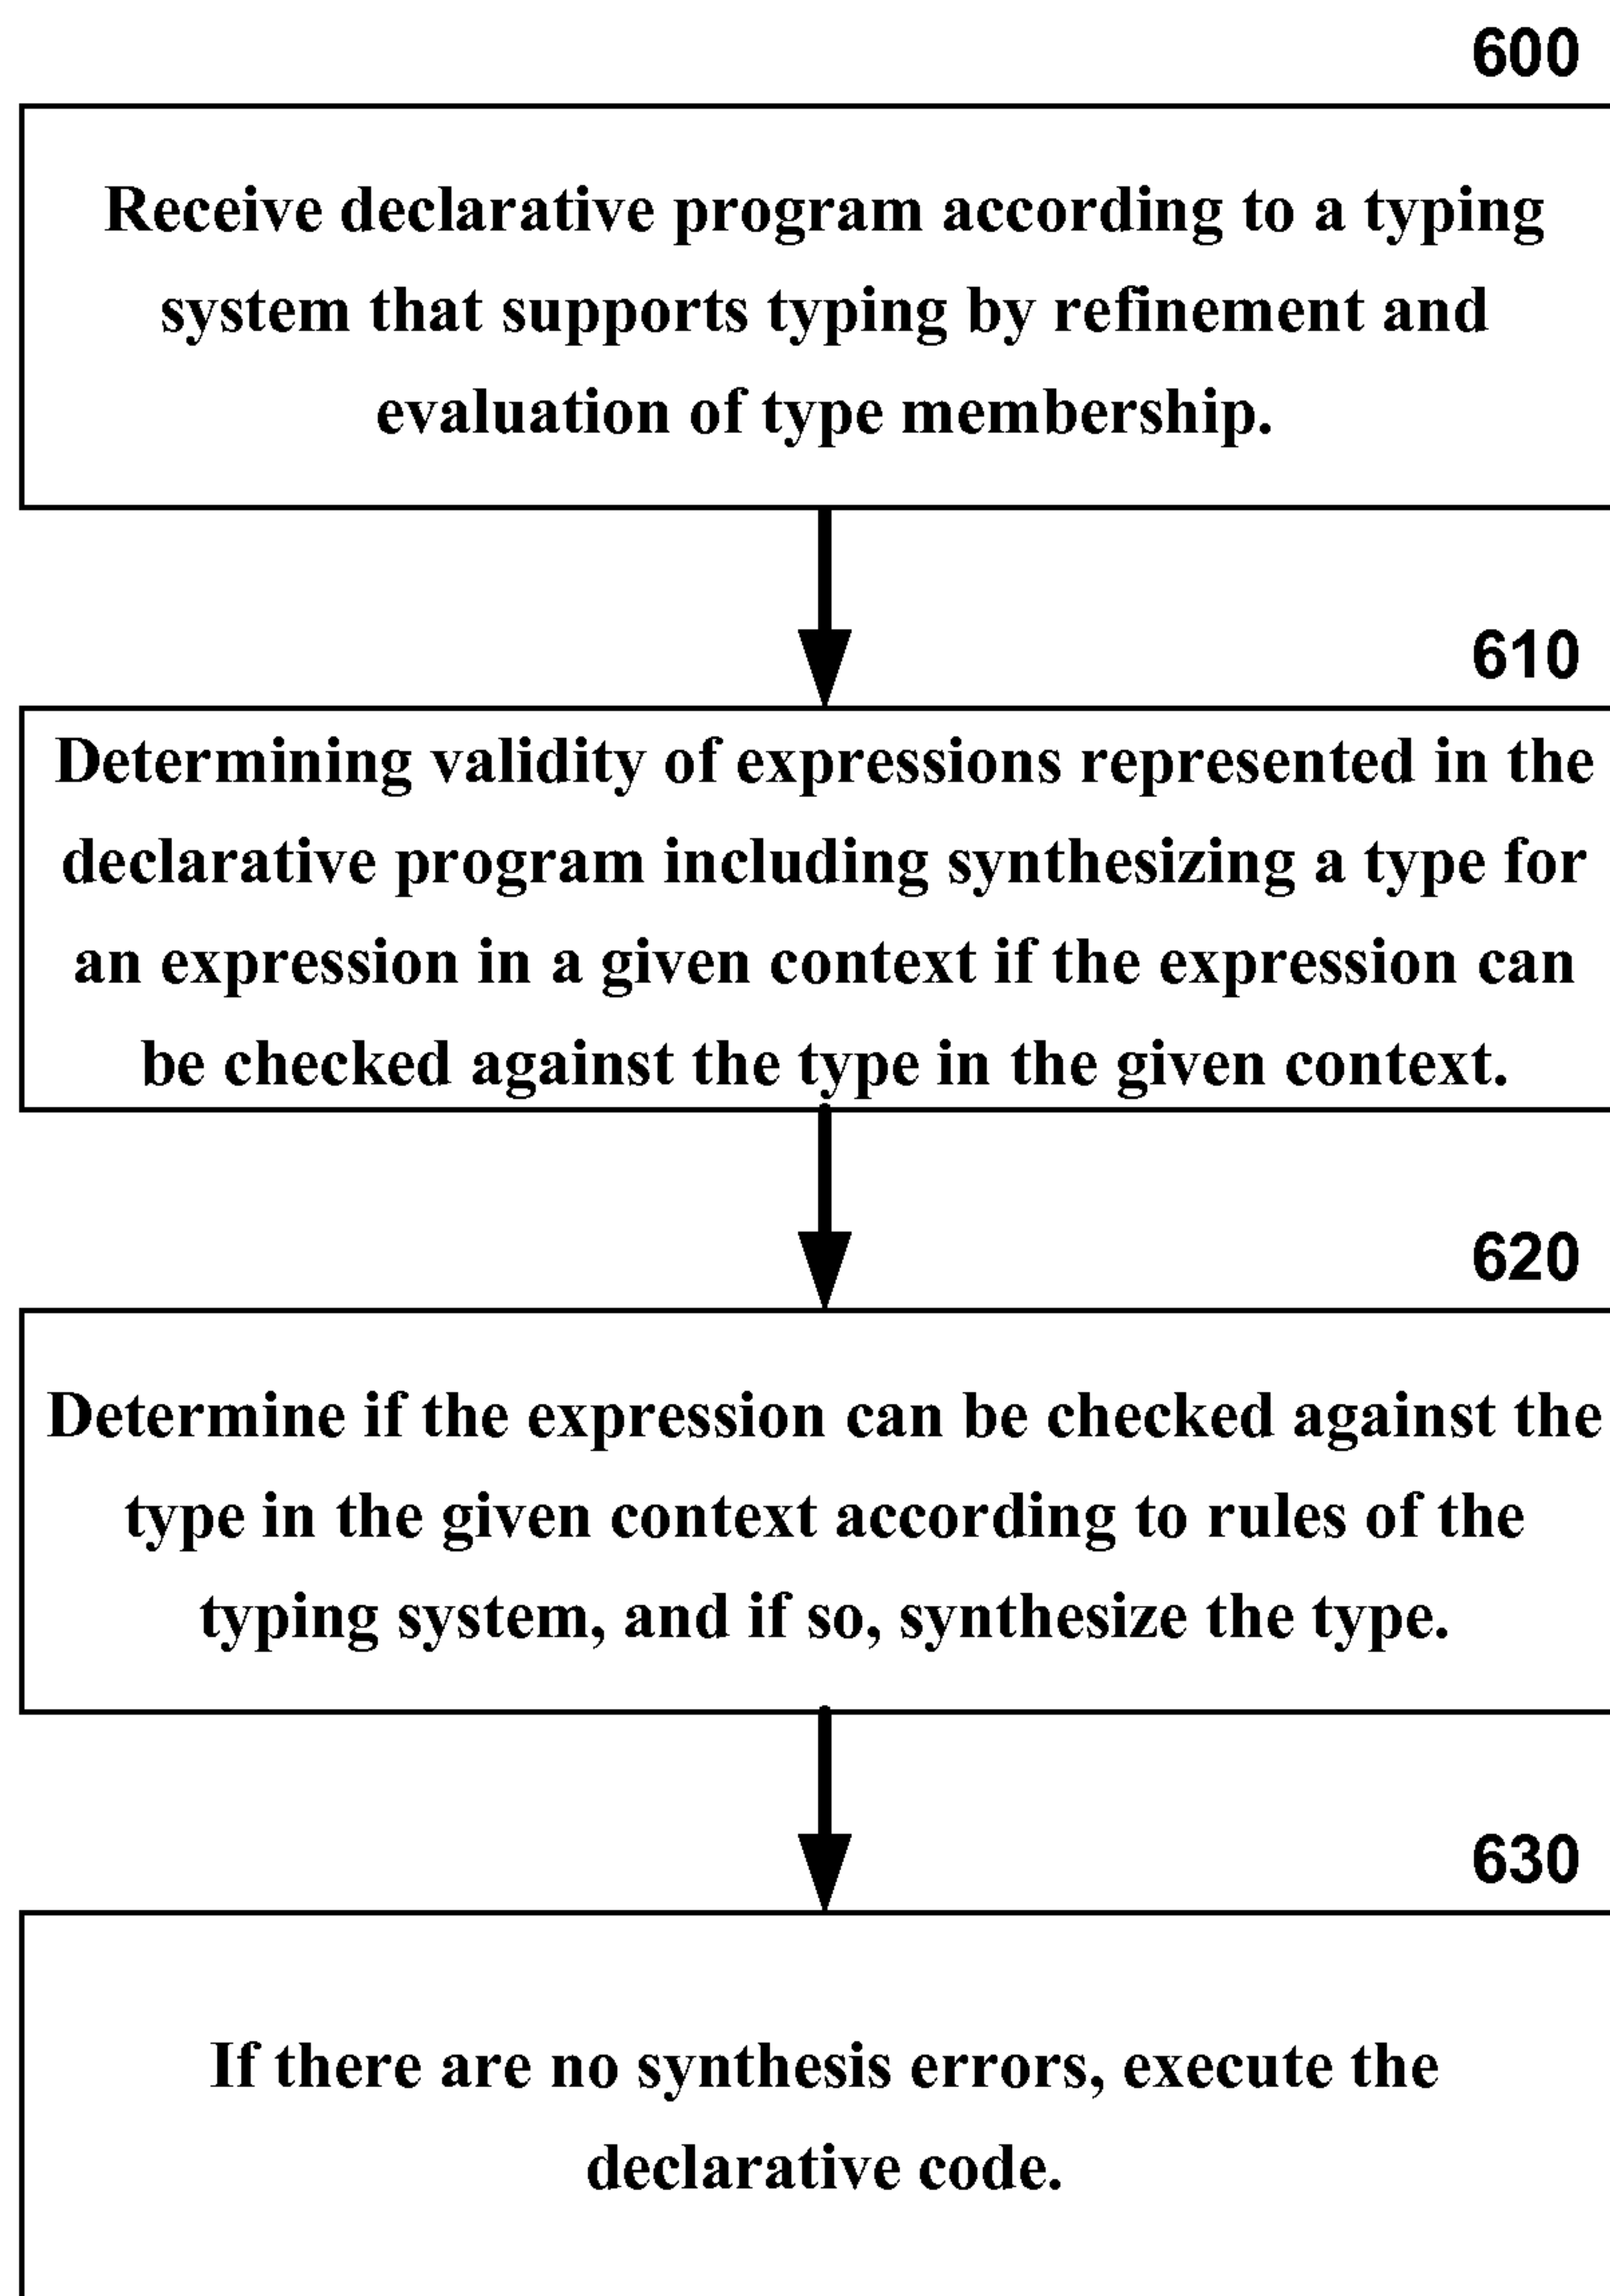 600
Receive declarative program according to a typing
system that supports typing by refinement and
evaluation of type membership.
610
Determining validity of expressions represented in the
declarative program including synthesizing a type for
an expression in a given context if the expression can
be checked against the type in the given context.
620
Determine if the expression can be checked against the
type in the given context according to rules of the
typing system, and if so, synthesize the type.
630
If there are no synthesis errors, execute the
declarative code.